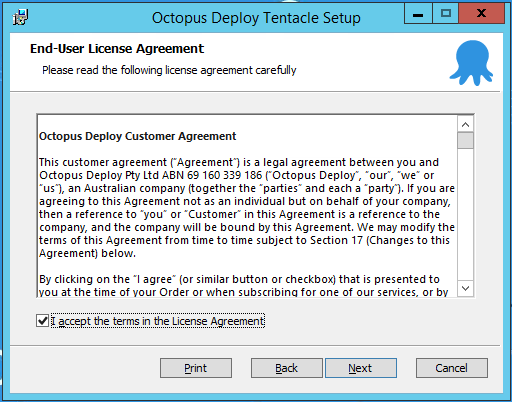 Octopus Deploy Tentacle Setup
End-User License Agreement
Please read the following license agreement carefully
Octopus Deploy Customer Agreement
This customer agreement ("Agreement") is a legal agreement between you and
Octopus Deploy Pty Ltd ABN 69 160 339 186 ("Octopus Deploy", "our", "we" or
"us"), an Australian company (together the "parties" and each a "party"). If you are
agreeing to this Agreement not as an individual but on behalf of your company,
then a reference to "you" or "Customer" in this Agreement is a reference to the
company, and the company will be bound by this Agreement. We may modify the
terms of this Agreement from time to time subject to Section 17 (Changes to this
Agreement) below.
By clicking on the "I agree" (or similar button or checkbox) that is presented to
you at the time of your Order or when subscribing for one of our services, or by
I accept the terms in the License Agreement
Print Back Next Cancel